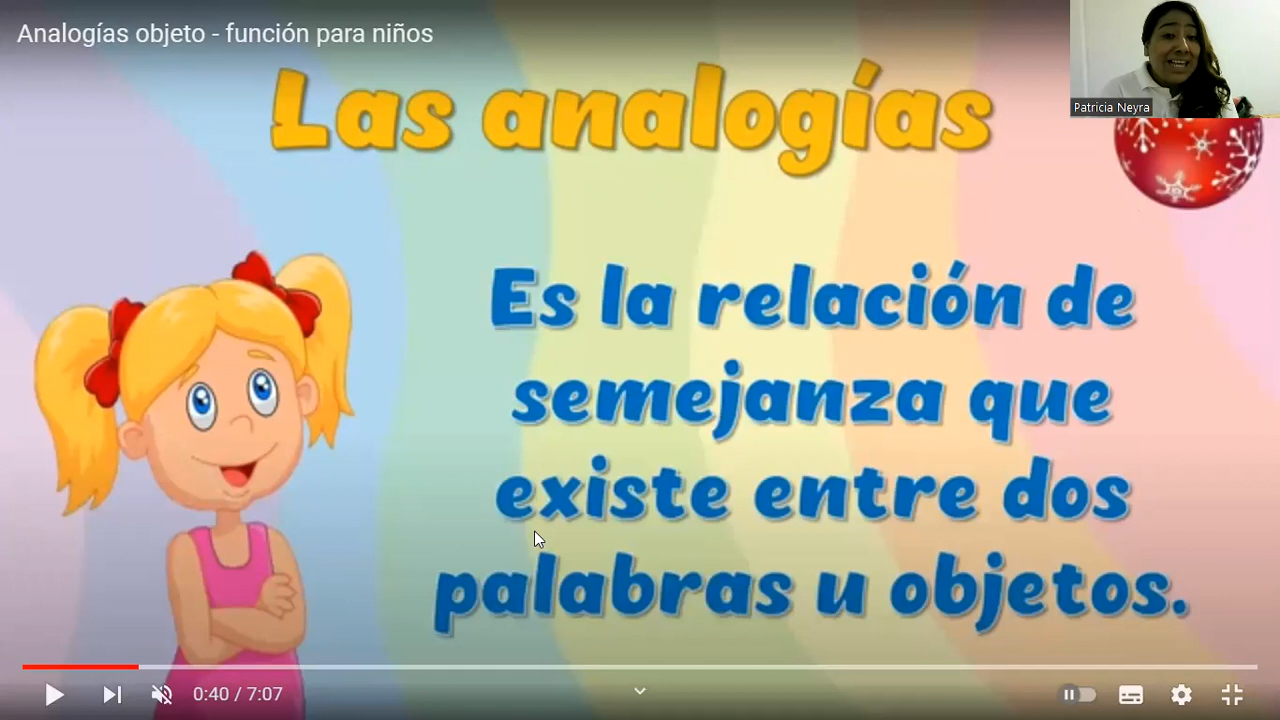 Analogías objeto - función para niños
Patricia Neyra
Las analogías
Es la relación de
semejanza que
existe entre dos
palabras u objetos.
0:40 / 7:07